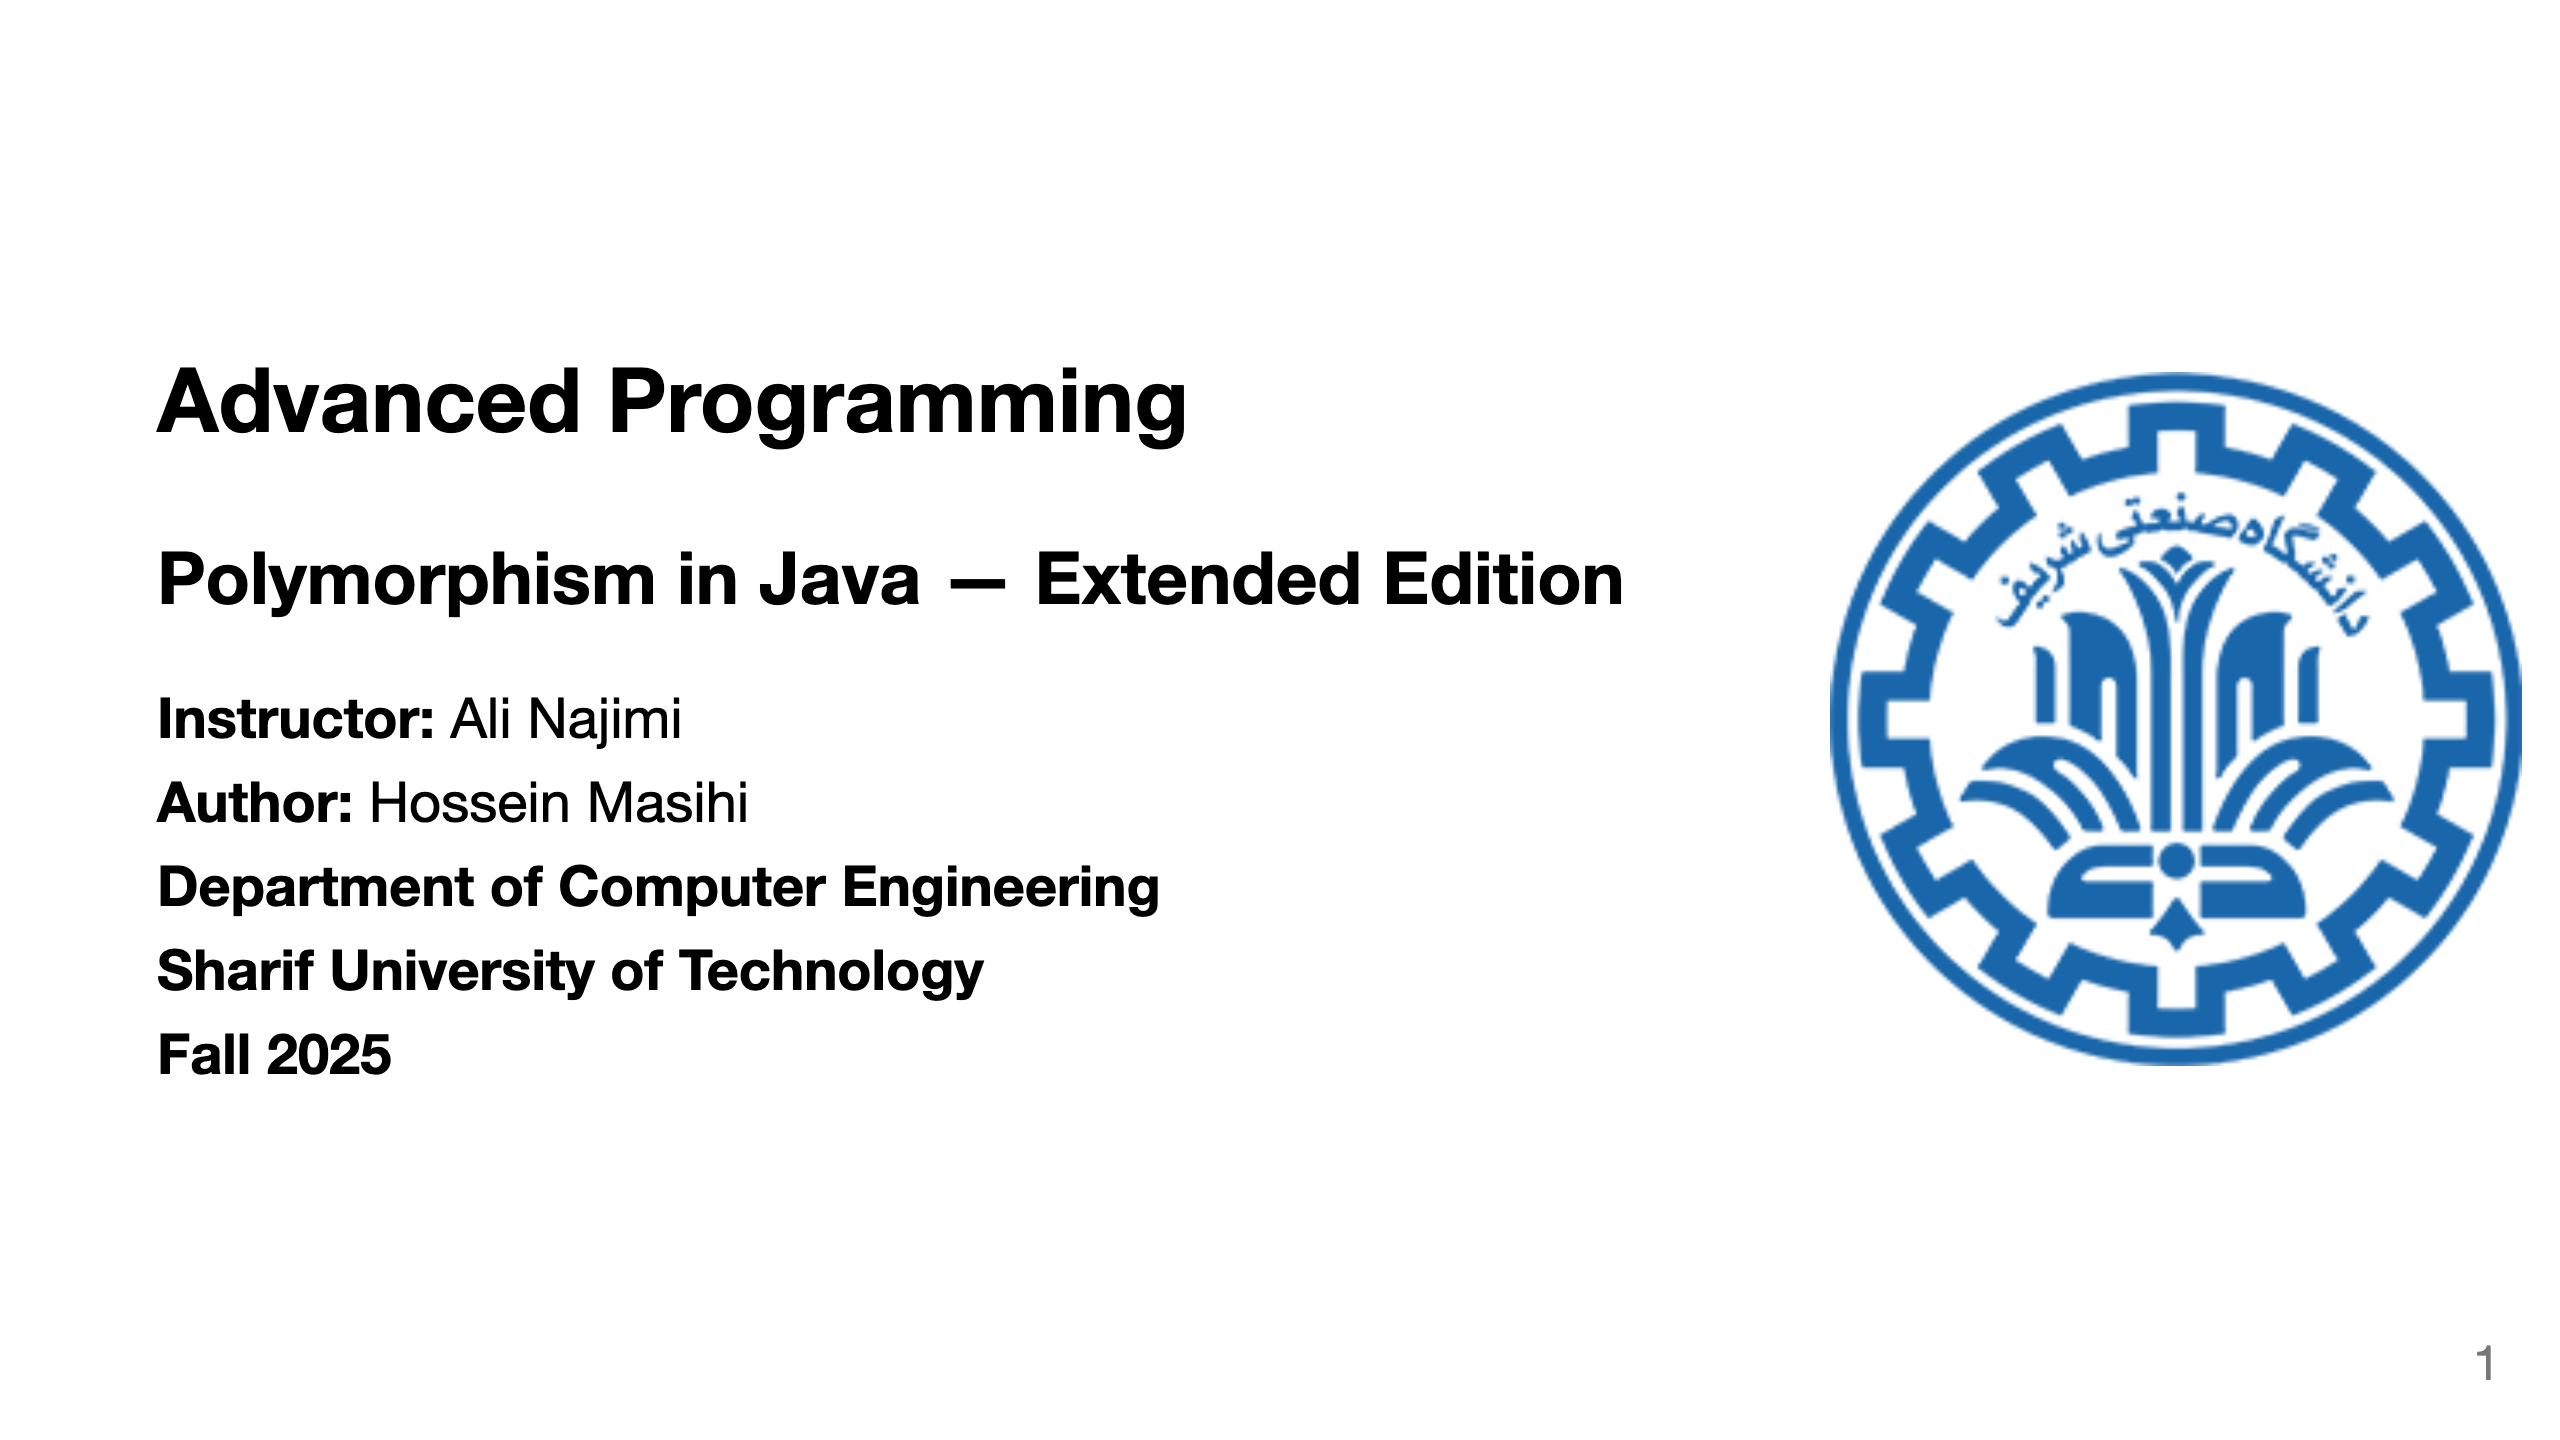 Advanced Programming
Polymorphism in Java — Extended Edition
Instructor: Ali Najimi
Author: Hossein Masihi
Department of Computer Engineering
Sharif University of Technology
Fall 2025
دانشگاه صنعتی شریف
1